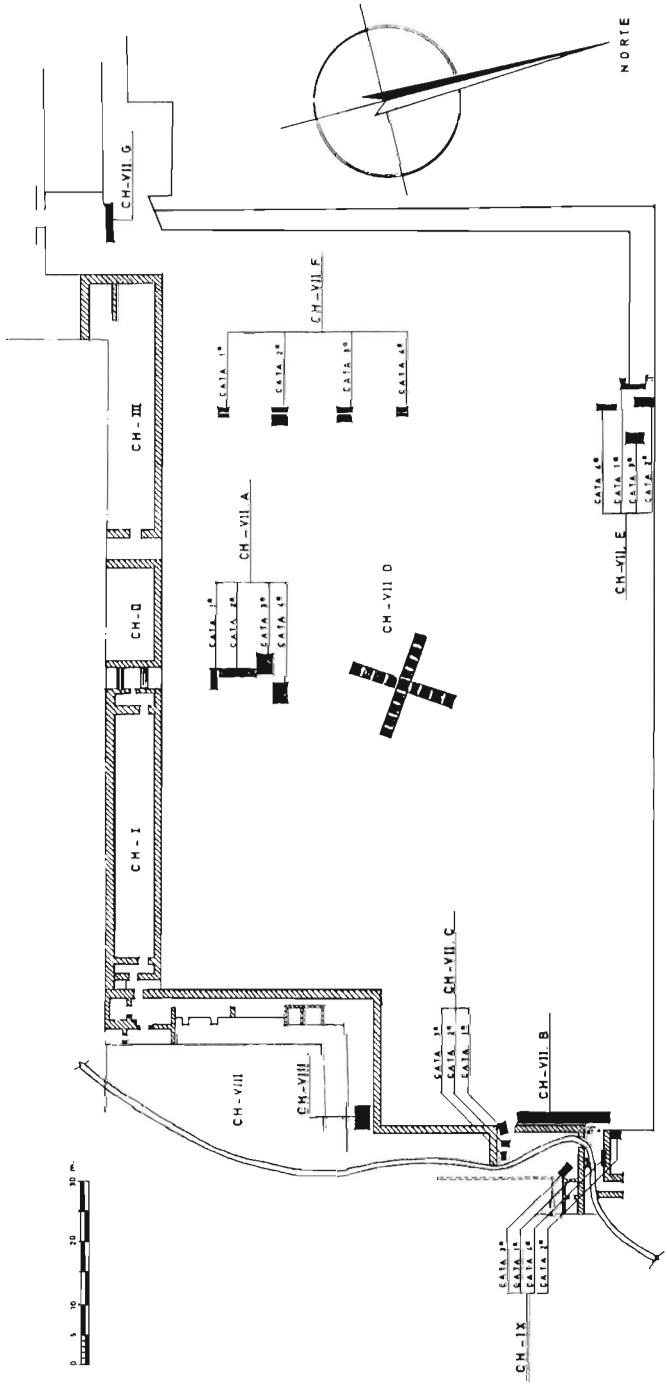 0 5 10 20 30 m.
CH-VII. G
CH-III
CH-II
CH-I
CH-VIII
CH-VIII
CATA 1ª
CATA 2ª
CATA 3ª
CATA 4ª
CH-VII. F
CATA 1ª
CATA 2ª
CATA 3ª
CATA 4ª
CH-VII. A
CH-VII D
CATA 3ª
CATA 2ª
CATA 1ª
CH-VII. C
CH-VII. B
CATA 3ª
CATA 1ª
CATA 4ª
CATA 2ª
CH-IX
CATA 4ª
CATA 1ª
CATA 3ª
CATA 2ª
CH-VII. E
NORTE